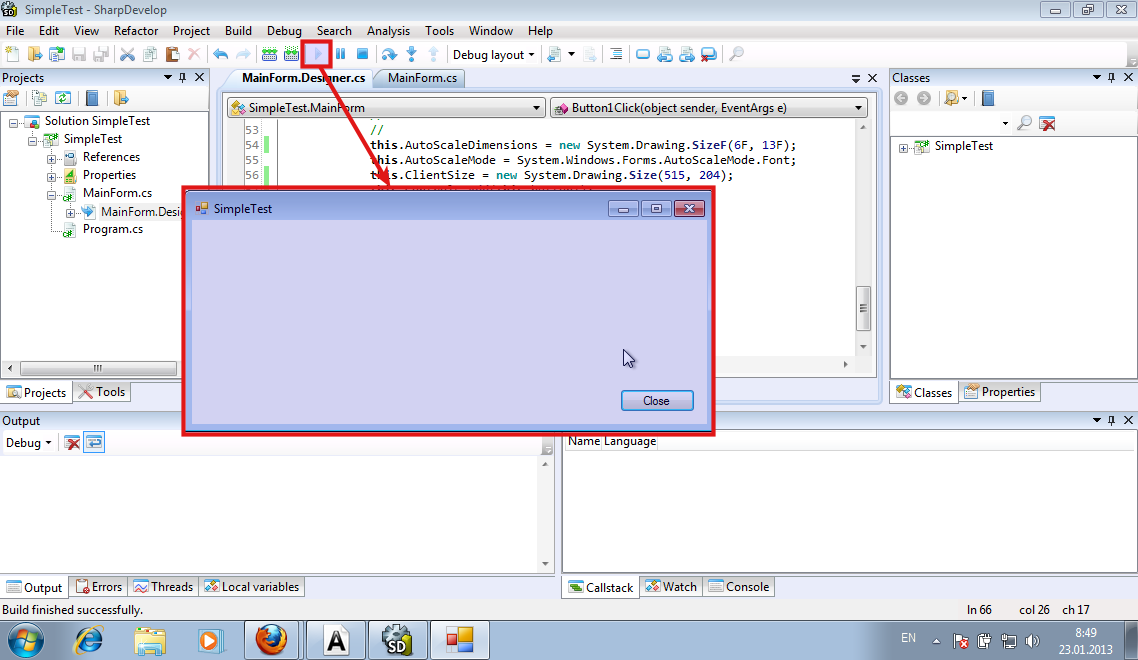 SimpleTest - SharpDevelop
File Edit View Refactor Project Build Debug Search Analysis Tools Window Help
Debug layout
Projects
MainForm.Designer.cs MainForm.cs
Classes
SimpleTest.MainForm Button1Click(object sender, EventArgs e)
Solution SimpleTest
SimpleTest
References
Properties
MainForm.cs
MainForm.Desi
Program.cs
53 //
54 this.AutoScaleDimensions = new System.Drawing.SizeF(6F, 13F);
55 this.AutoScaleMode = System.Windows.Forms.AutoScaleMode.Font;
56 this.ClientSize = new System.Drawing.Size(515, 204);
SimpleTest
SimpleTest
Close
Projects Tools
Classes Properties
Output
Debug
Name Language
Output Errors Threads Local variables
Callstack Watch Console
Build finished successfully.
ln 66 col 26 ch 17
A
SD
EN
8:49
23.01.2013